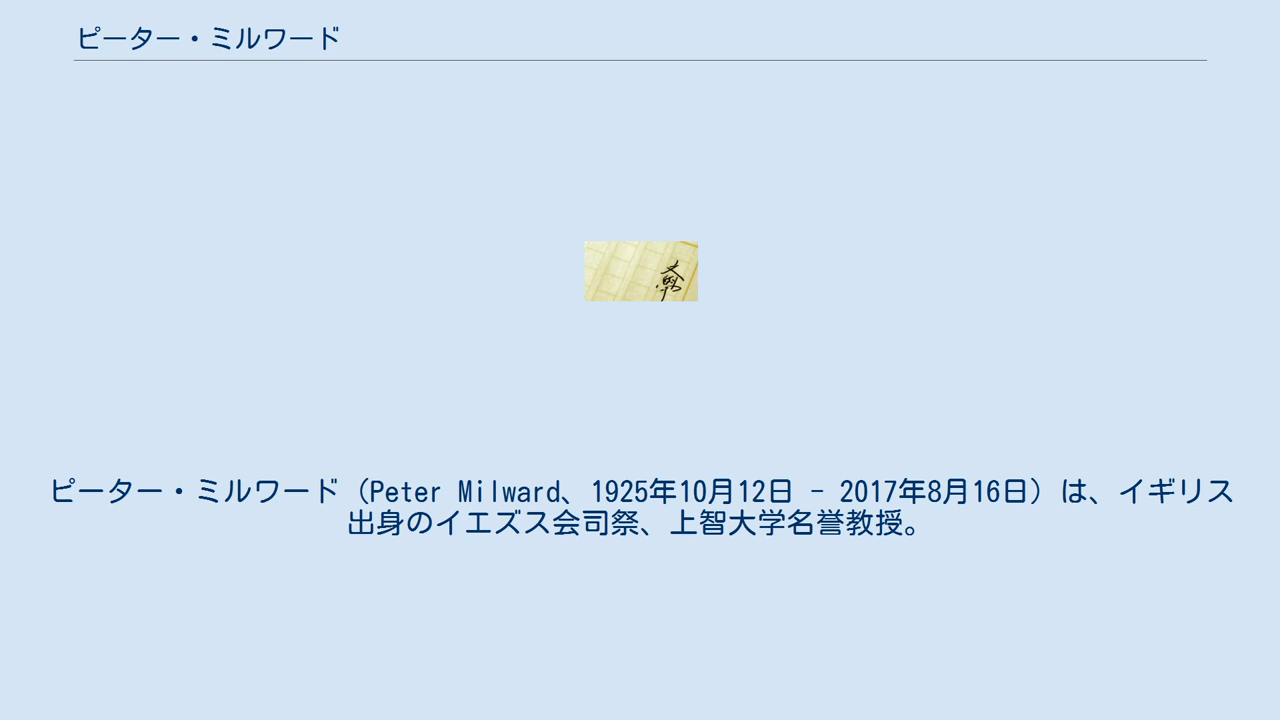 ピーター・ミルワード
ピーター・ミルワード（Peter Milward、1925年10月12日 - 2017年8月16日）は、イギリス
出身のイエズス会司祭、上智大学名誉教授。